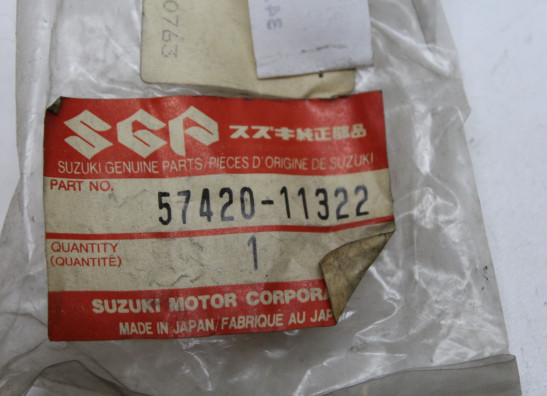 0763
SGP スズキ純正部品
SUZUKI GENUINE PARTS/PIÈCES D'ORIGINE DE SUZUKI
PART NO.
57420-11322
QUANTITY
(QUANTITÉ)
1
SUZUKI MOTOR CORPORA
MADE IN JAPAN/FABRIQUE AU JAP